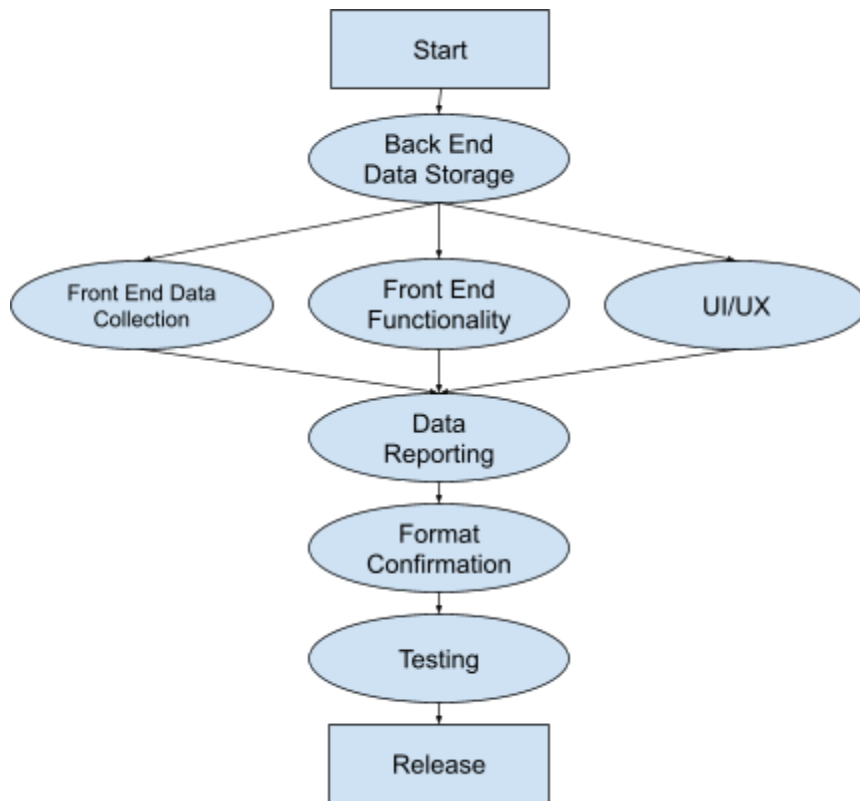 Start
Back End
Data Storage
Front End Data
Collection
Front End
Functionality
UI/UX
Data
Reporting
Format
Confirmation
Testing
Release